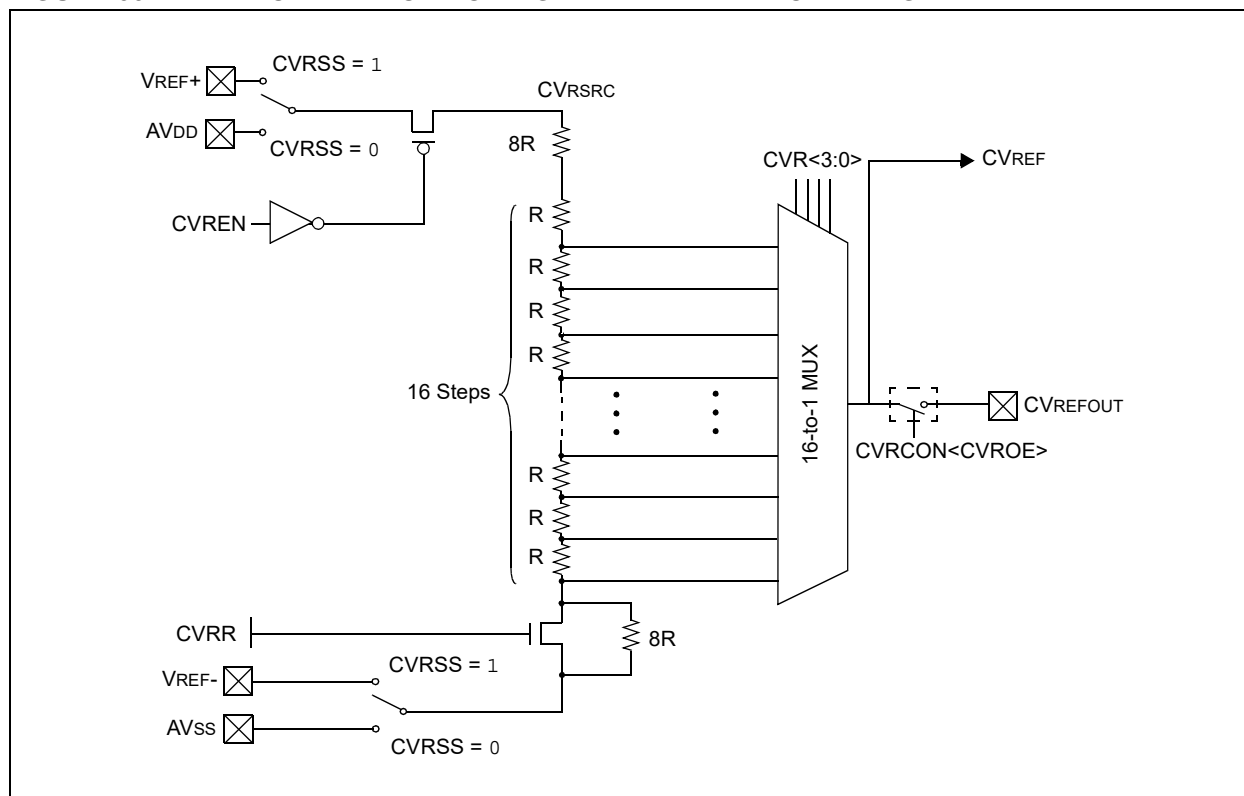 VREF+
CVRSS = 1
AVDD
CVRSS = 0
CVRSRC
8R
CVREN
R
R
R
R
16 Steps
R
R
R
CVR<3:0>
CVREF
16-to-1 MUX
CVREFOUT
CVRCON<CVROE>
CVRR
8R
VREF-
CVRSS = 1
AVSS
CVRSS = 0